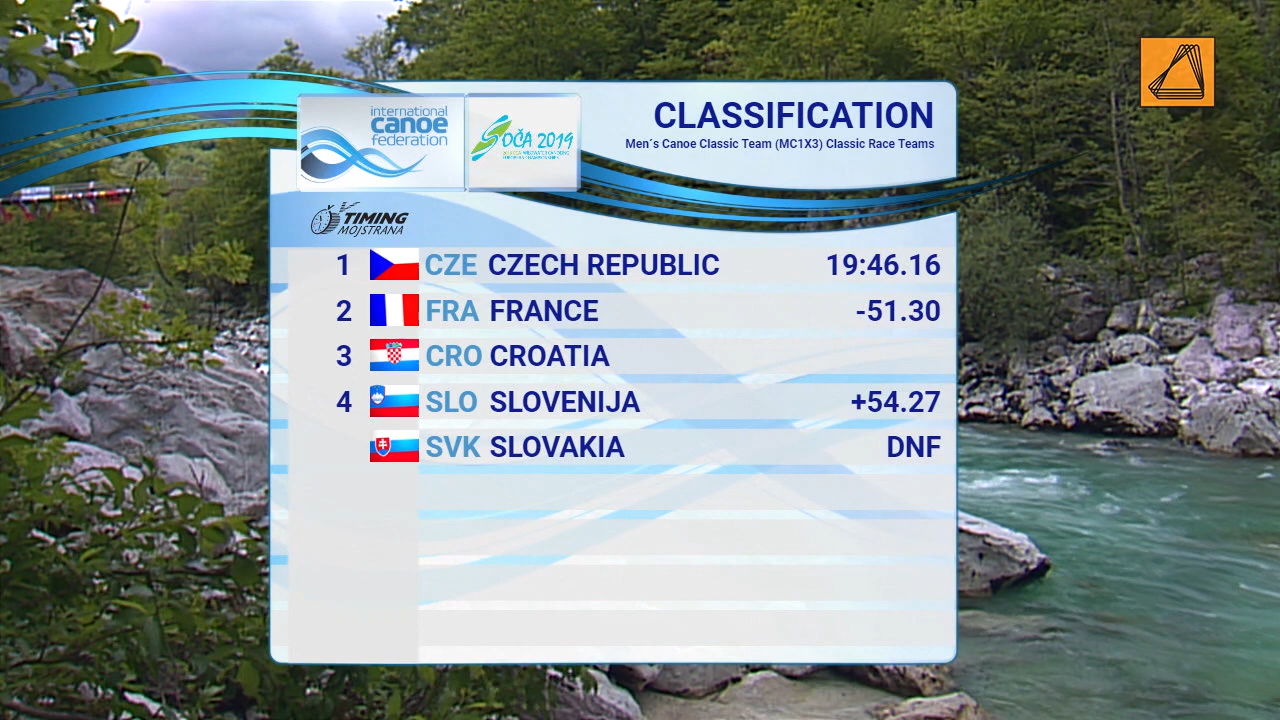 international
canoe
federation
SOČA 2019
CLASSIFICATION
Men´s Canoe Classic Team (MC1X3) Classic Race Teams
TIMING
MOJSTRANA
1 CZE CZECH REPUBLIC 19:46.16
2 FRA FRANCE -51.30
3 CRO CROATIA
4 SLO SLOVENIJA +54.27
SVK SLOVAKIA DNF